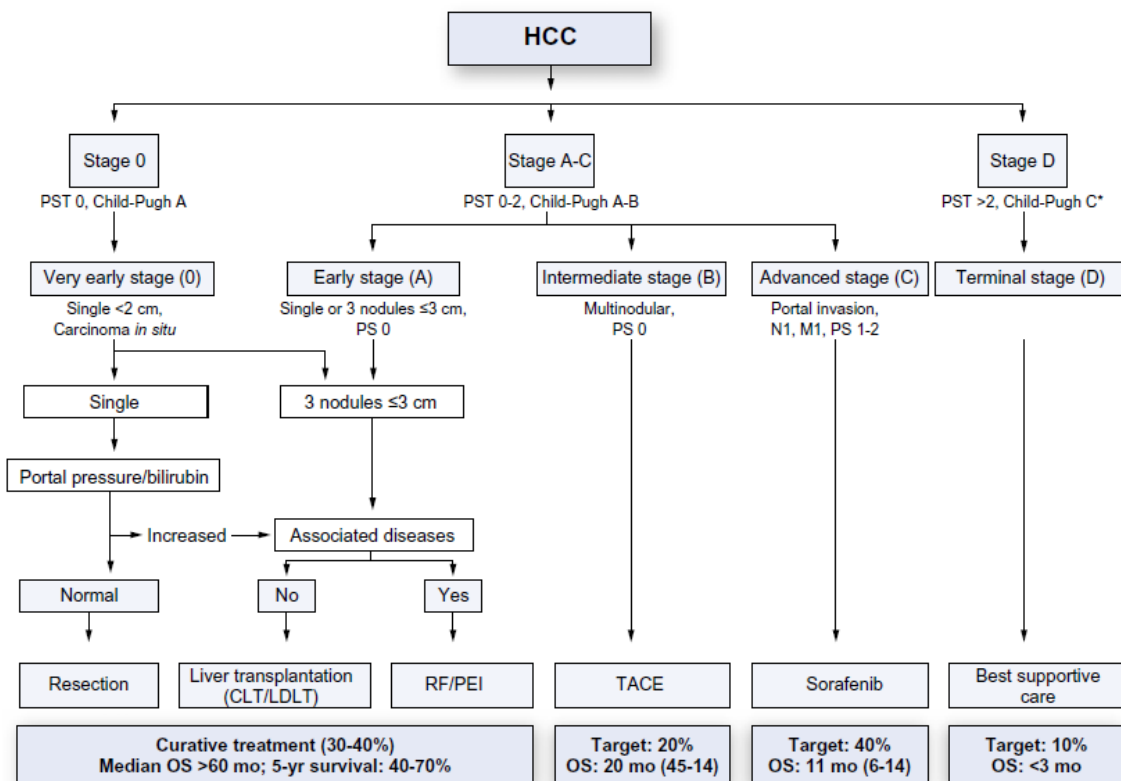 HCC
Stage 0
Stage A-C
Stage D
PST 0, Child-Pugh A
PST 0-2, Child-Pugh A-B
PST >2, Child-Pugh C*
Very early stage (0)
Early stage (A)
Intermediate stage (B)
Advanced stage (C)
Terminal stage (D)
Single <2 cm,
Carcinoma in situ
Single or 3 nodules ≤3 cm,
PS 0
Multinodular,
PS 0
Portal invasion,
N1, M1, PS 1-2
Single
3 nodules ≤3 cm
Portal pressure/bilirubin
Increased
Associated diseases
Normal
No
Yes
Resection
Liver transplantation
(CLT/LDLT)
RF/PEI
TACE
Sorafenib
Best supportive
care
Curative treatment (30-40%)
Median OS >60 mo; 5-yr survival: 40-70%
Target: 20%
OS: 20 mo (45-14)
Target: 40%
OS: 11 mo (6-14)
Target: 10%
OS: <3 mo